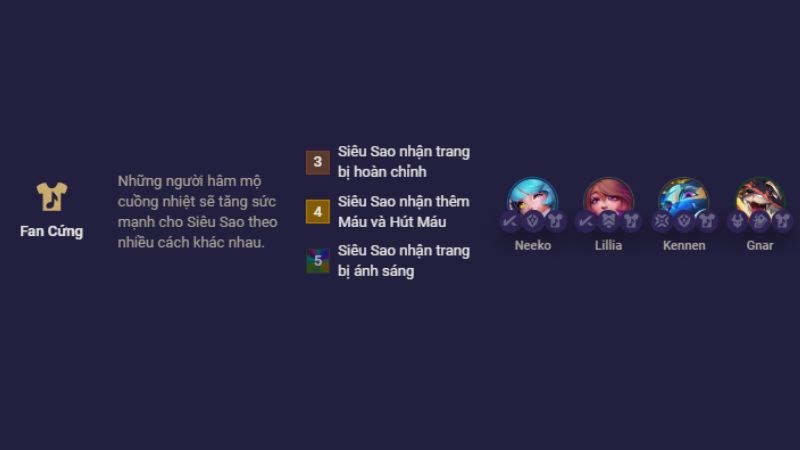 Fan Cứng
Những người hâm mộ
cuồng nhiệt sẽ tăng sức
mạnh cho Siêu Sao theo
nhiều cách khác nhau.
3
Siêu Sao nhận trang
bị hoàn chỉnh
4
Siêu Sao nhận thêm
Máu và Hút Máu
5
Siêu Sao nhận trang
bị ánh sáng
Neeko
Lillia
Kennen
Gnar